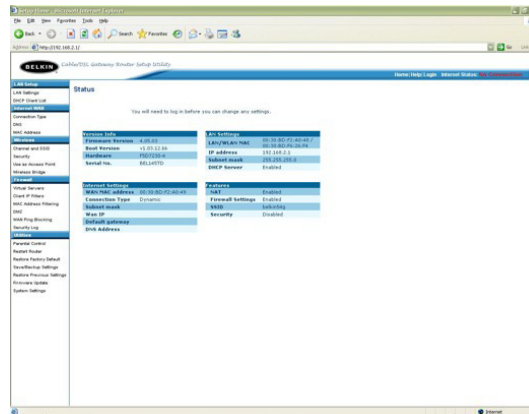 Setup Home - Microsoft Internet Explorer
File Edit View Favorites Tools Help
Back Search Favorites
Address http://192.168.2.1/ Go
BELKIN Cable/DSL Gateway Router Setup Utility
Home|Help|Login Internet Status: No Connection
LAN Setup
LAN Settings
DHCP Client List
Internet WAN
Connection Type
DNS
MAC Address
Wireless
Channel and SSID
Security
Use as Access Point
Wireless Bridge
Firewall
Virtual Servers
Client IP Filters
MAC Address Filtering
DMZ
WAN Ping Blocking
Security Log
Utilities
Parental Control
Restart Router
Restore Factory Default
Save/Backup Settings
Restore Previous Settings
Firmware Update
System Settings
Status
You will need to log in before you can change any settings.
Version Info
Firmware Version
Boot Version
Hardware
Serial No.
LAN Settings
LAN/WLAN MAC
IP address 192.168.2.1
Subnet mask 255.255.255.0
DHCP Server Enabled
Internet Settings
WAN MAC address
Connection Type Dynamic
Subnet mask
Wan IP
Default gateway
DNS Address
Features
NAT Enabled
Firewall Settings Enabled
SSID belkin54g
Security Disabled
Internet